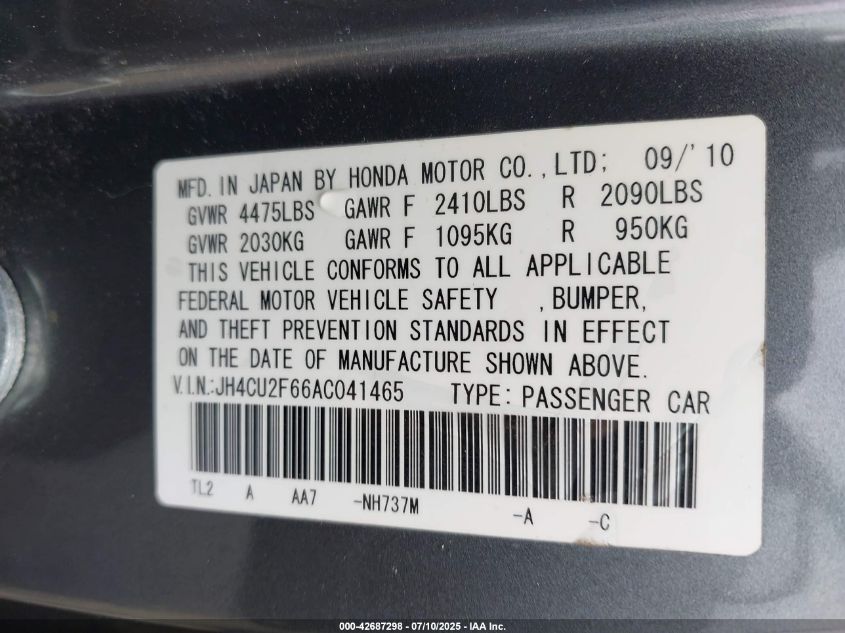 MFD. IN JAPAN BY HONDA MOTOR CO.,LTD; 09/'10
GVWR 4475LBS GAWR F 2410LBS R 2090LBS
GVWR 2030KG GAWR F 1095KG R 950KG
THIS VEHICLE CONFORMS TO ALL APPLICABLE
FEDERAL MOTOR VEHICLE SAFETY ,BUMPER,
AND THEFT PREVENTION STANDARDS IN EFFECT
ON THE DATE OF MANUFACTURE SHOWN ABOVE.
V.I.N.:JH4CU2F66AC041465 TYPE: PASSENGER CAR
TL2 A AA7 -NH737M -A -C
000-42687298 - 07/10/2025 - IAA Inc.